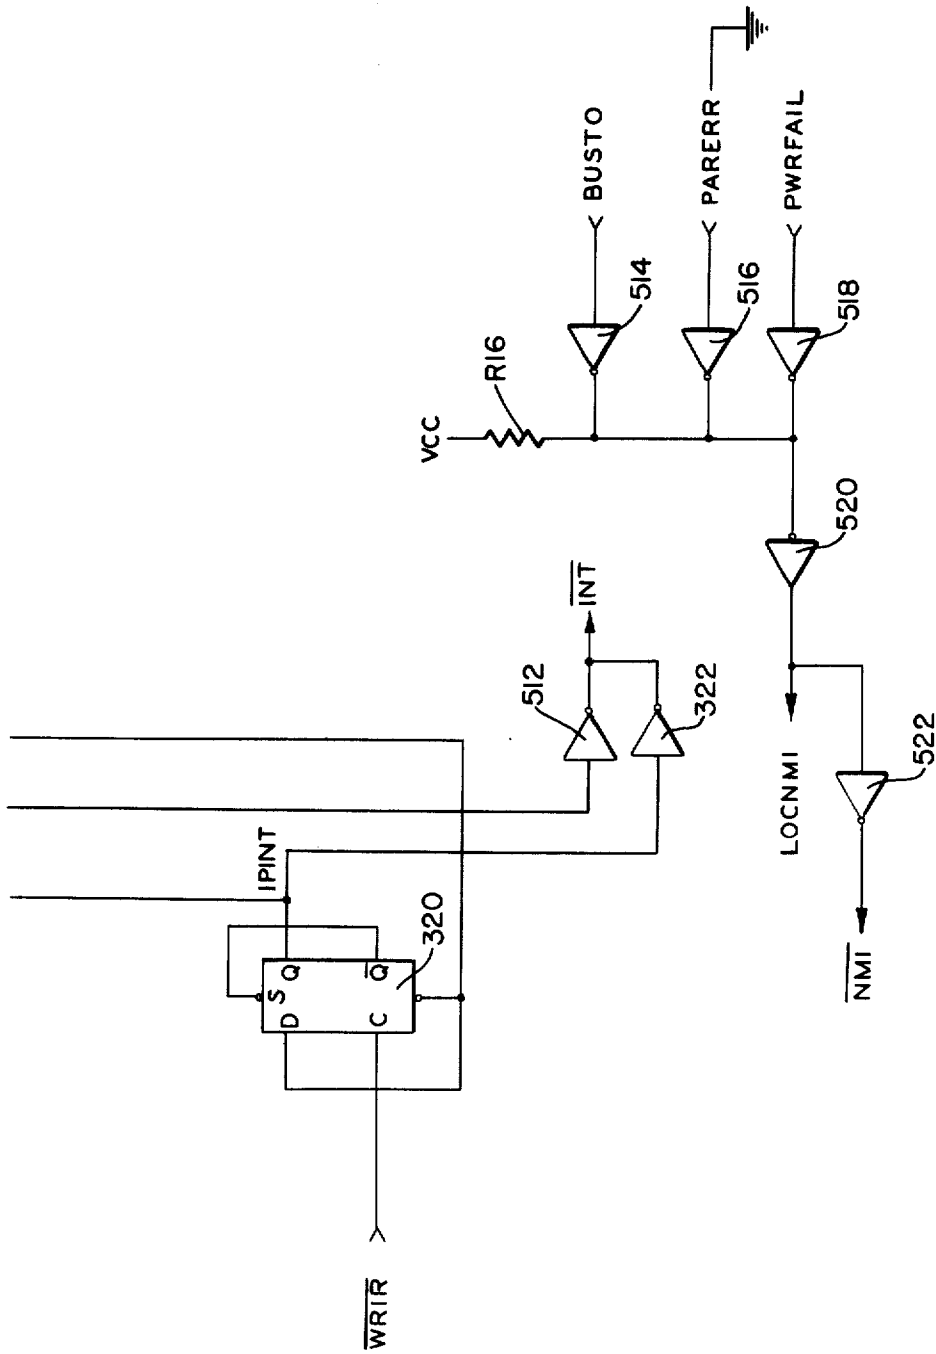 BUSTO
PARERR
PWRFAIL
514
516
518
R16
VCC
520
INT
512
322
LOCNMI
522
NMI
IPINT
320
S
Q
D
Q
C
WRIR